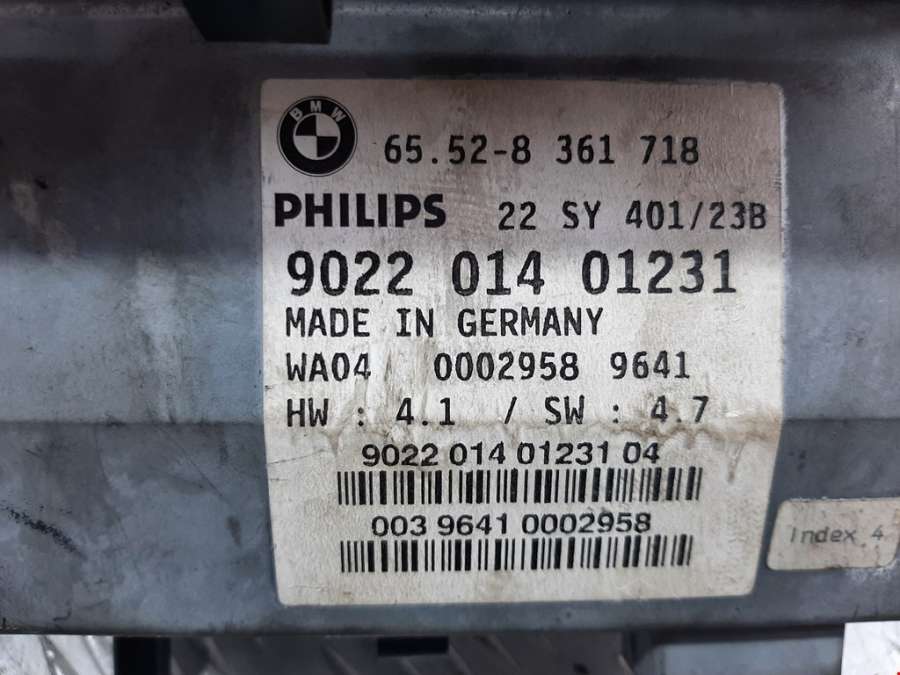 BMW
65.52-8 361 718
PHILIPS 22 SY 401/23B
9022 014 01231
MADE IN GERMANY
WA04 0002958 9641
HW : 4.1 / SW : 4.7
9022 014 01231 04
003 9641 0002958
Index 4